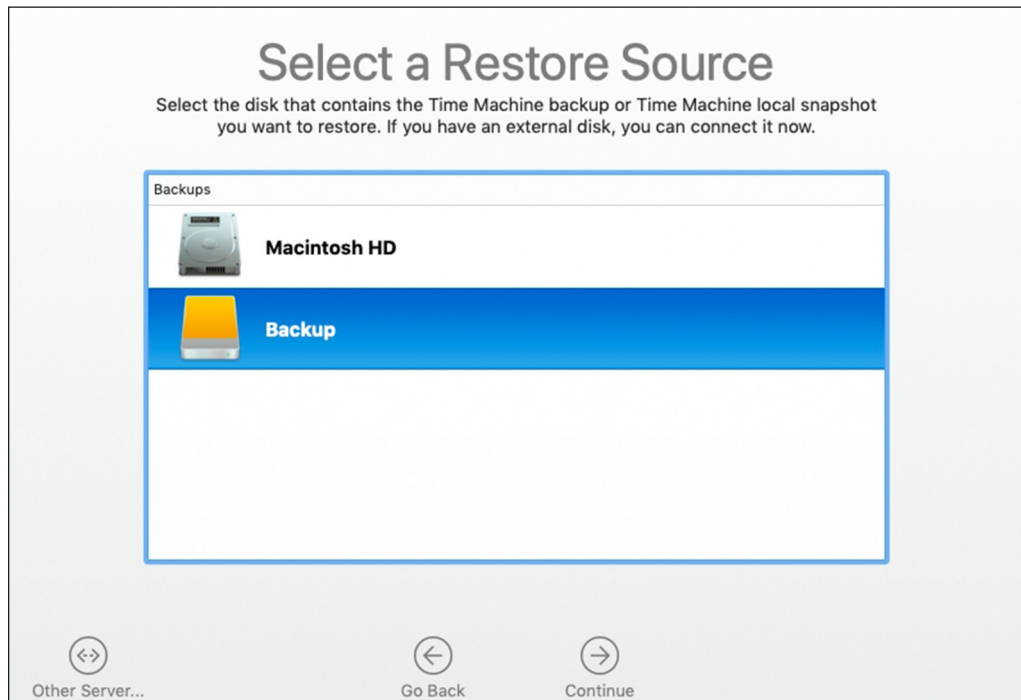 Select a Restore Source
Select the disk that contains the Time Machine backup or Time Machine local snapshot
you want to restore. If you have an external disk, you can connect it now.
Backups
Macintosh HD
Backup
Other Server...
Go Back
Continue